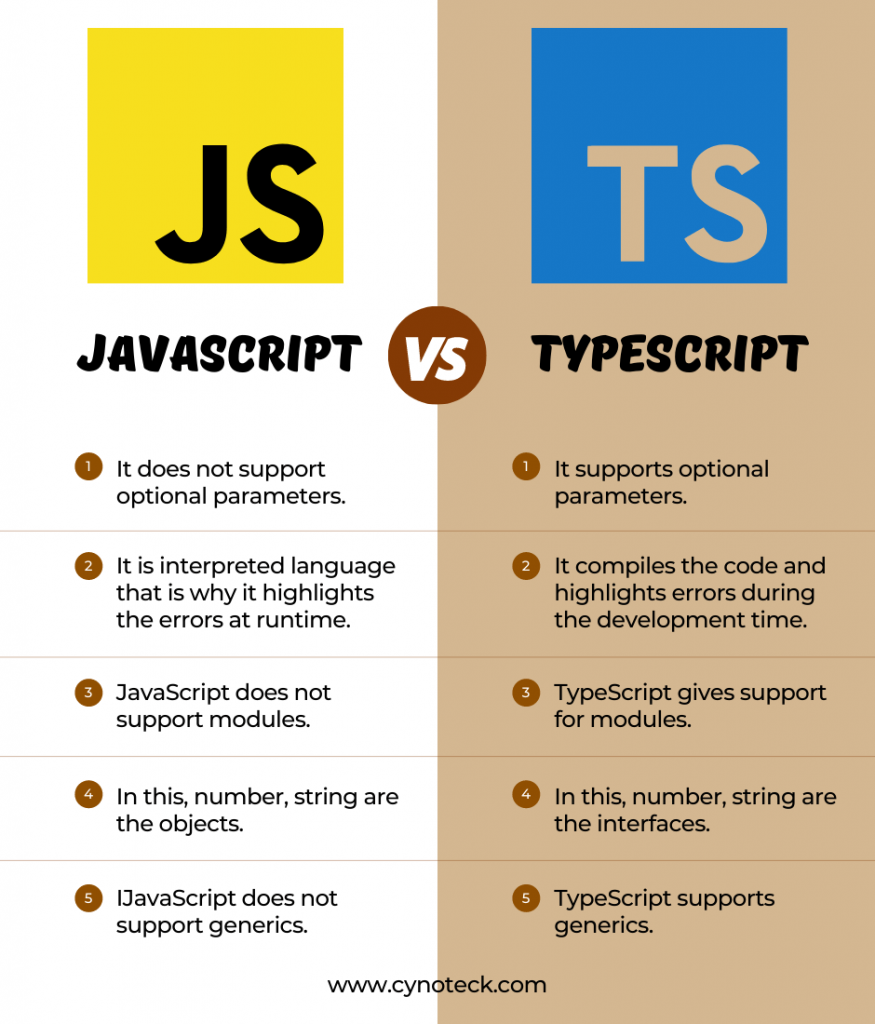 JS
TS
JAVASCRIPT
VS
TYPESCRIPT
1 It does not support
optional parameters.
1 It supports optional
parameters.
2 It is interpreted language
that is why it highlights
the errors at runtime.
2 It compiles the code and
highlights errors during
the development time.
3 JavaScript does not
support modules.
3 TypeScript gives support
for modules.
4 In this, number, string are
the objects.
4 In this, number, string are
the interfaces.
5 IJavaScript does not
support generics.
5 TypeScript supports
generics.
www.cynoteck.com